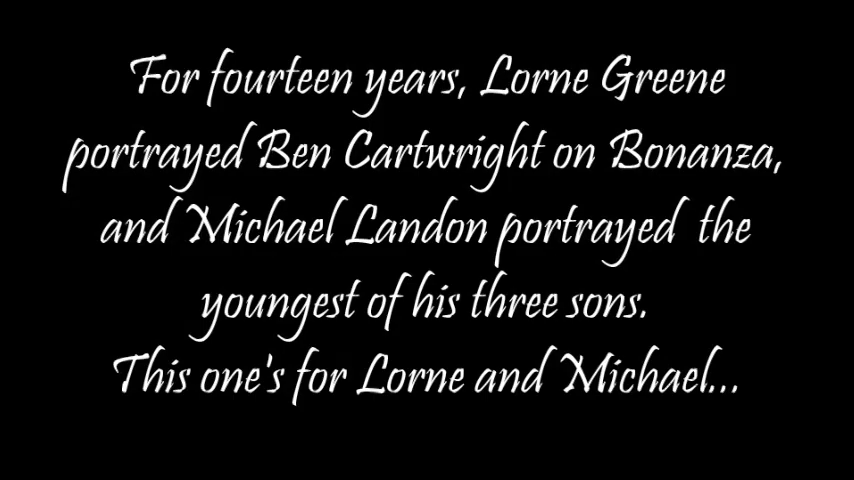 For fourteen years, Lorne Greene
portrayed Ben Cartwright on Bonanza,
and Michael Landon portrayed the
youngest of his three sons.
This one's for Lorne and Michael...